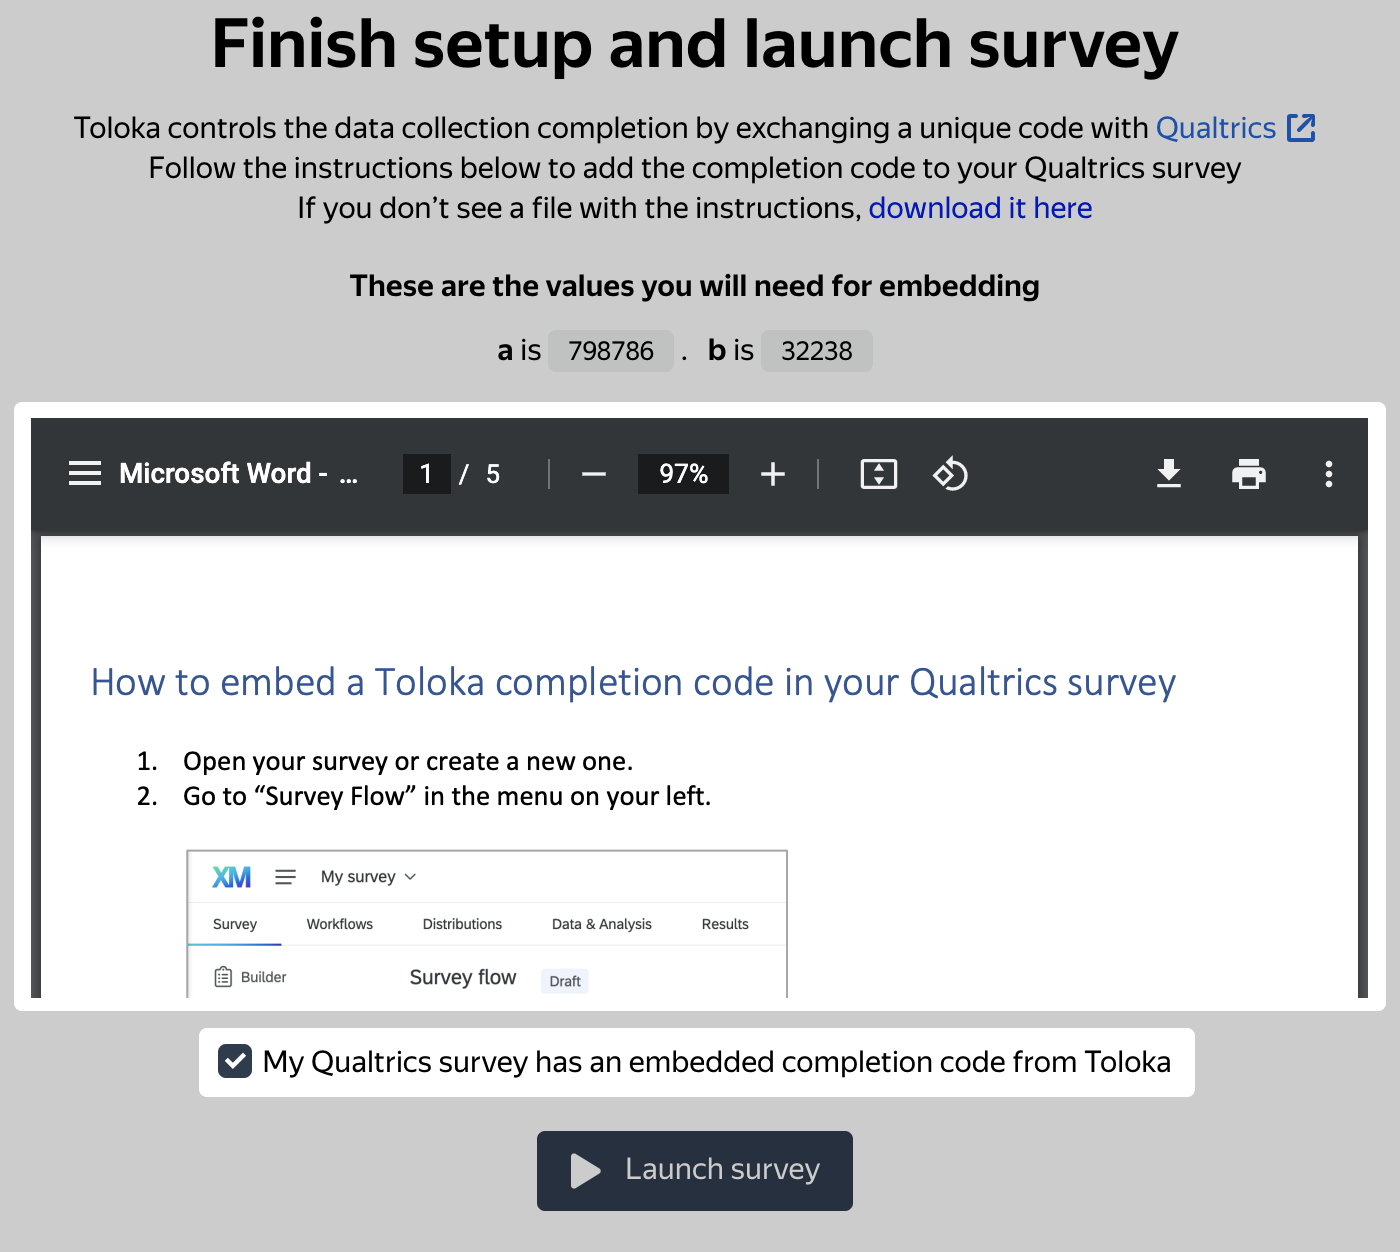 Finish setup and launch survey
Toloka controls the data collection completion by exchanging a unique code with Qualtrics
Follow the instructions below to add the completion code to your Qualtrics survey
If you don’t see a file with the instructions, download it here
These are the values you will need for embedding
a is 798786 . b is 32238
Microsoft Word - ... 1 / 5 97%
How to embed a Toloka completion code in your Qualtrics survey
1. Open your survey or create a new one.
2. Go to “Survey Flow” in the menu on your left.
XM My survey
Survey Workflows Distributions Data & Analysis Results
Builder Survey flow Draft
My Qualtrics survey has an embedded completion code from Toloka
Launch survey